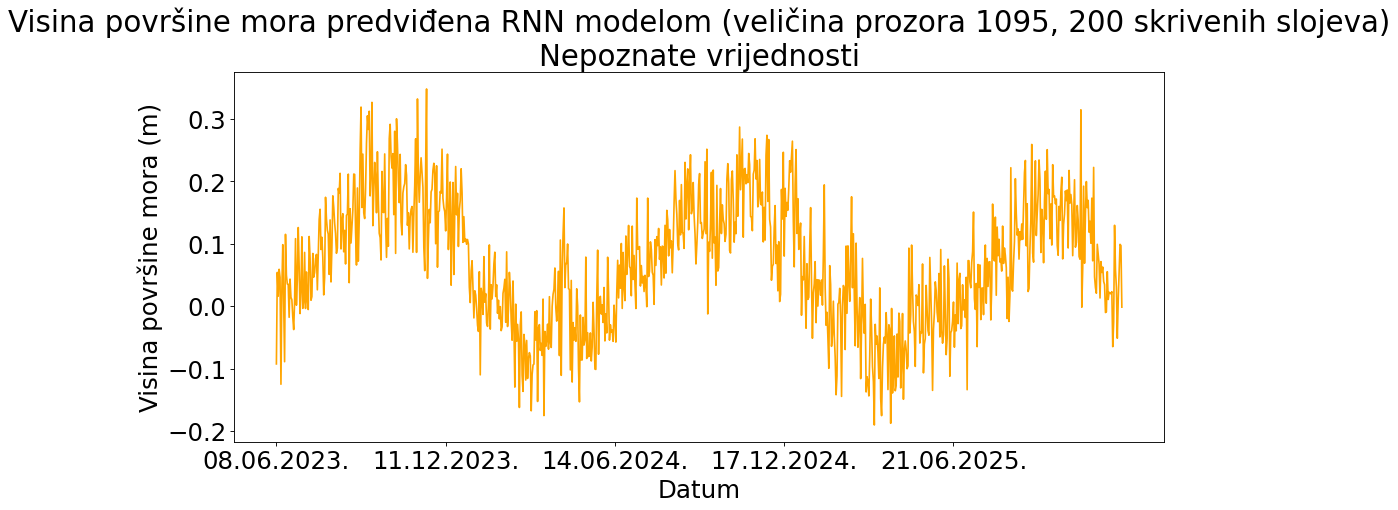 Visina površine mora predviđena RNN modelom (veličina prozora 1095, 200 skrivenih slojeva)
Nepoznate vrijednosti
Visina površine mora (m)
0.3
0.2
0.1
0.0
−0.1
−0.2
08.06.2023. 11.12.2023. 14.06.2024. 17.12.2024. 21.06.2025.
Datum